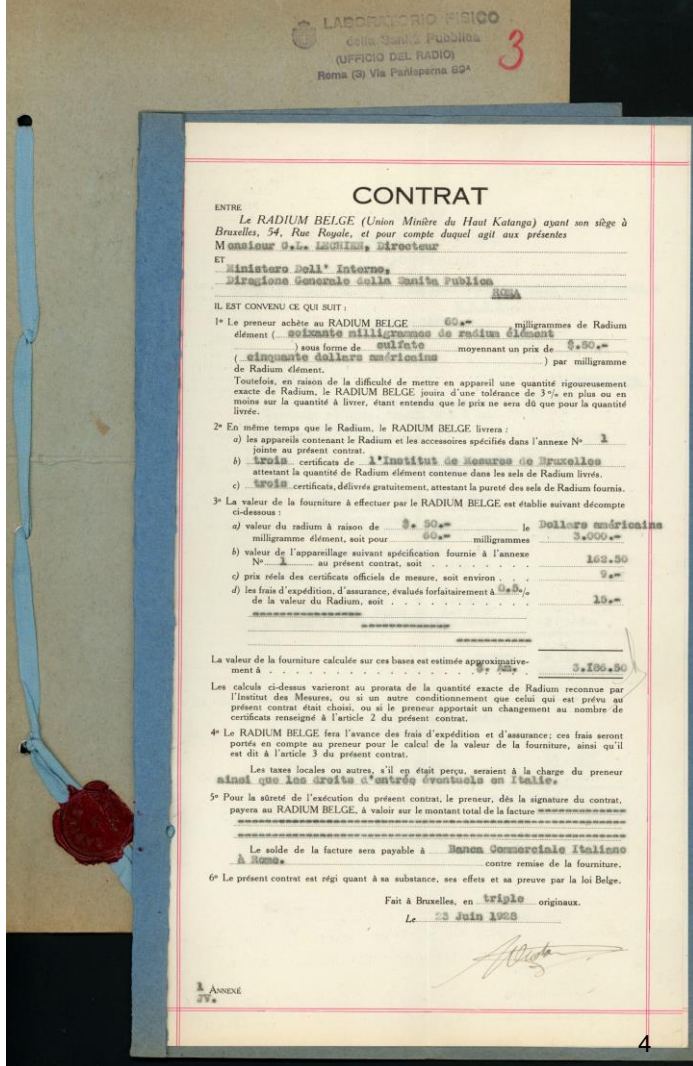 LABORATORIO FISICO
della Sanità Pubblica
(UFFICIO DEL RADIO)
Roma (3) Via Panisperna 89ᴬ
3
CONTRAT
ENTRE
Le RADIUM BELGE (Union Minière du Haut Katanga) ayant son siège à
Bruxelles, 54, Rue Royale, et pour compte duquel agit aux présentes
Monsieur G.L. LECHIEN, Directeur
ET
Ministero Dell' Interno,
Diragione Generale della Sanita Publica
ROMA
IL EST CONVENU CE QUI SUIT :
1º Le preneur achète au RADIUM BELGE 60.- milligrammes de Radium
élément ( soixante milligrammes de radium élément
) sous forme de sulfate moyennant un prix de $.50.-
( cinquante dollars américains ) par milligramme
de Radium élément.
Toutefois, en raison de la difficulté de mettre en appareil une quantité rigoureusement
exacte de Radium, le RADIUM BELGE jouira d'une tolérance de 3 % en plus ou en
moins sur la quantité à livrer, étant entendu que le prix ne sera dû que pour la quantité
livrée.
2º En même temps que le Radium, le RADIUM BELGE livrera :
a) les appareils contenant le Radium et les accessoires spécifiés dans l'annexe Nº 1
jointe au présent contrat.
b) trois certificats de l'Institut de Mesures de Bruxelles
attestant la quantité de Radium élément contenue dans les sels de Radium livrés.
c) trois certificats, délivrés gratuitement, attestant la pureté des sels de Radium fournis.
3º La valeur de la fourniture à effectuer par le RADIUM BELGE est établie suivant décompte
ci-dessous :
a) valeur du radium à raison de $. 50.- le Dollars américains
milligramme élément, soit pour 60.- milligrammes 3.000.-
b) valeur de l'appareillage suivant spécification fournie à l'annexe
Nº 1 au présent contrat, soit . . . . . . 162.50
c) prix réels des certificats officiels de mesure, soit environ . . 9.-
d) les frais d'expédition, d'assurance, évalués forfaitairement à 0.5%
de la valeur du Radium, soit . . . . . . . . 15.-
La valeur de la fourniture calculée sur ces bases est estimée approximative-
ment à . . . . . . . . $. Am. 3.186.50
Les calculs ci-dessus varieront au prorata de la quantité exacte de Radium reconnue par
l'Institut des Mesures, ou si un autre conditionnement que celui qui est prévu au
présent contrat était choisi, ou si le preneur apportait un changement au nombre de
certificats renseigné à l'article 2 du présent contrat.
4º Le RADIUM BELGE fera l'avance des frais d'expédition et d'assurance; ces frais seront
portés en compte au preneur pour le calcul de la valeur de la fourniture, ainsi qu'il
est dit à l'article 3 du présent contrat.
Les taxes locales ou autres, s'il en était perçu, seraient à la charge du preneur
ainsi que les droits d'entrée éventuels en Italie.
5º Pour la sûreté de l'exécution du présent contrat, le preneur, dès la signature du contrat,
payera au RADIUM BELGE, à valoir sur le montant total de la facture
Le solde de la facture sera payable à Banca Commerciale Italiano
à Rome. contre remise de la fourniture.
6º Le présent contrat est régi quant à sa substance, ses effets et sa preuve par la loi Belge.
Fait à Bruxelles, en triple originaux.
Le 23 Juin 1928
1 ANNEXE
JV.
4